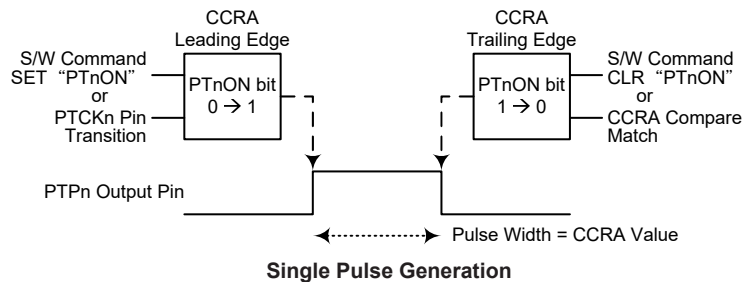 CCRA
Leading Edge
S/W Command
SET “PTnON”
or
PTCKn Pin
Transition
PTnON bit
0 → 1
CCRA
Trailing Edge
PTnON bit
1 → 0
S/W Command
CLR “PTnON”
or
CCRA Compare
Match
PTPn Output Pin
Pulse Width = CCRA Value
Single Pulse Generation